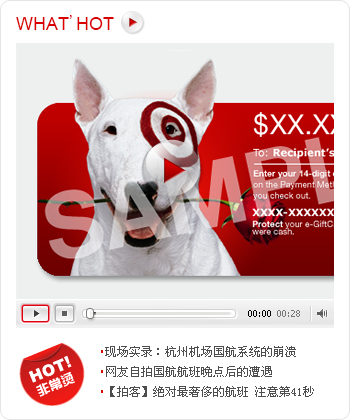 WHAT' HOT
$XX.XX
To: Recipient's
Enter your 14-digit
on the Payment Met
you check out.
XXXX-XXXXXX
Protect your e-GiftC
were cash.
SAMPLE
00:00 00:28
HOT!
非常烫
·现场实录：杭州机场国航系统的崩溃
·网友自拍国航航班晚点后的遭遇
·【拍客】绝对最奢侈的航班 注意第41秒